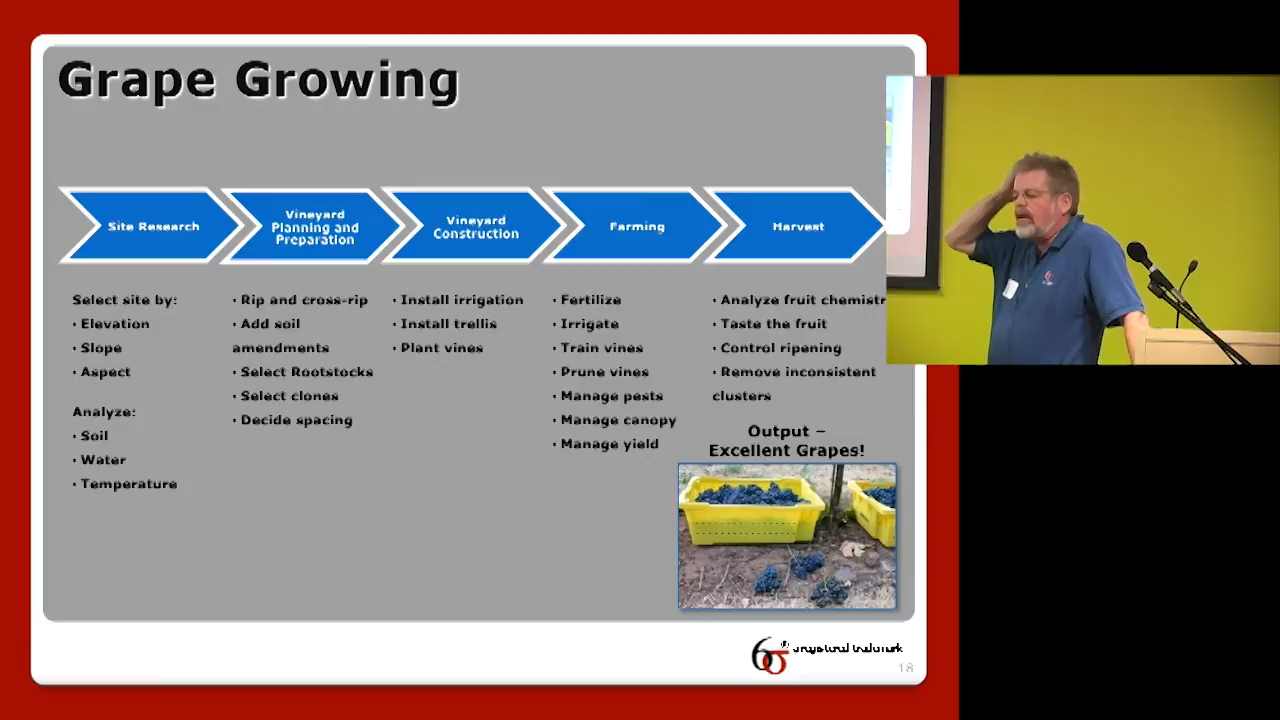 Grape Growing
Site Research
Vineyard
Planning and
Preparation
Vineyard
Construction
Farming
Harvest
Select site by:
· Elevation
· Slope
· Aspect
Analyze:
· Soil
· Water
· Temperature
· Rip and cross-rip
· Add soil
amendments
· Select Rootstocks
· Select clones
· Decide spacing
· Install irrigation
· Install trellis
· Plant vines
· Fertilize
· Irrigate
· Train vines
· Prune vines
· Manage pests
· Manage canopy
· Manage yield
· Analyze fruit chemistr
· Taste the fruit
· Control ripening
· Remove inconsistent
clusters
Output –
Excellent Grapes!
18